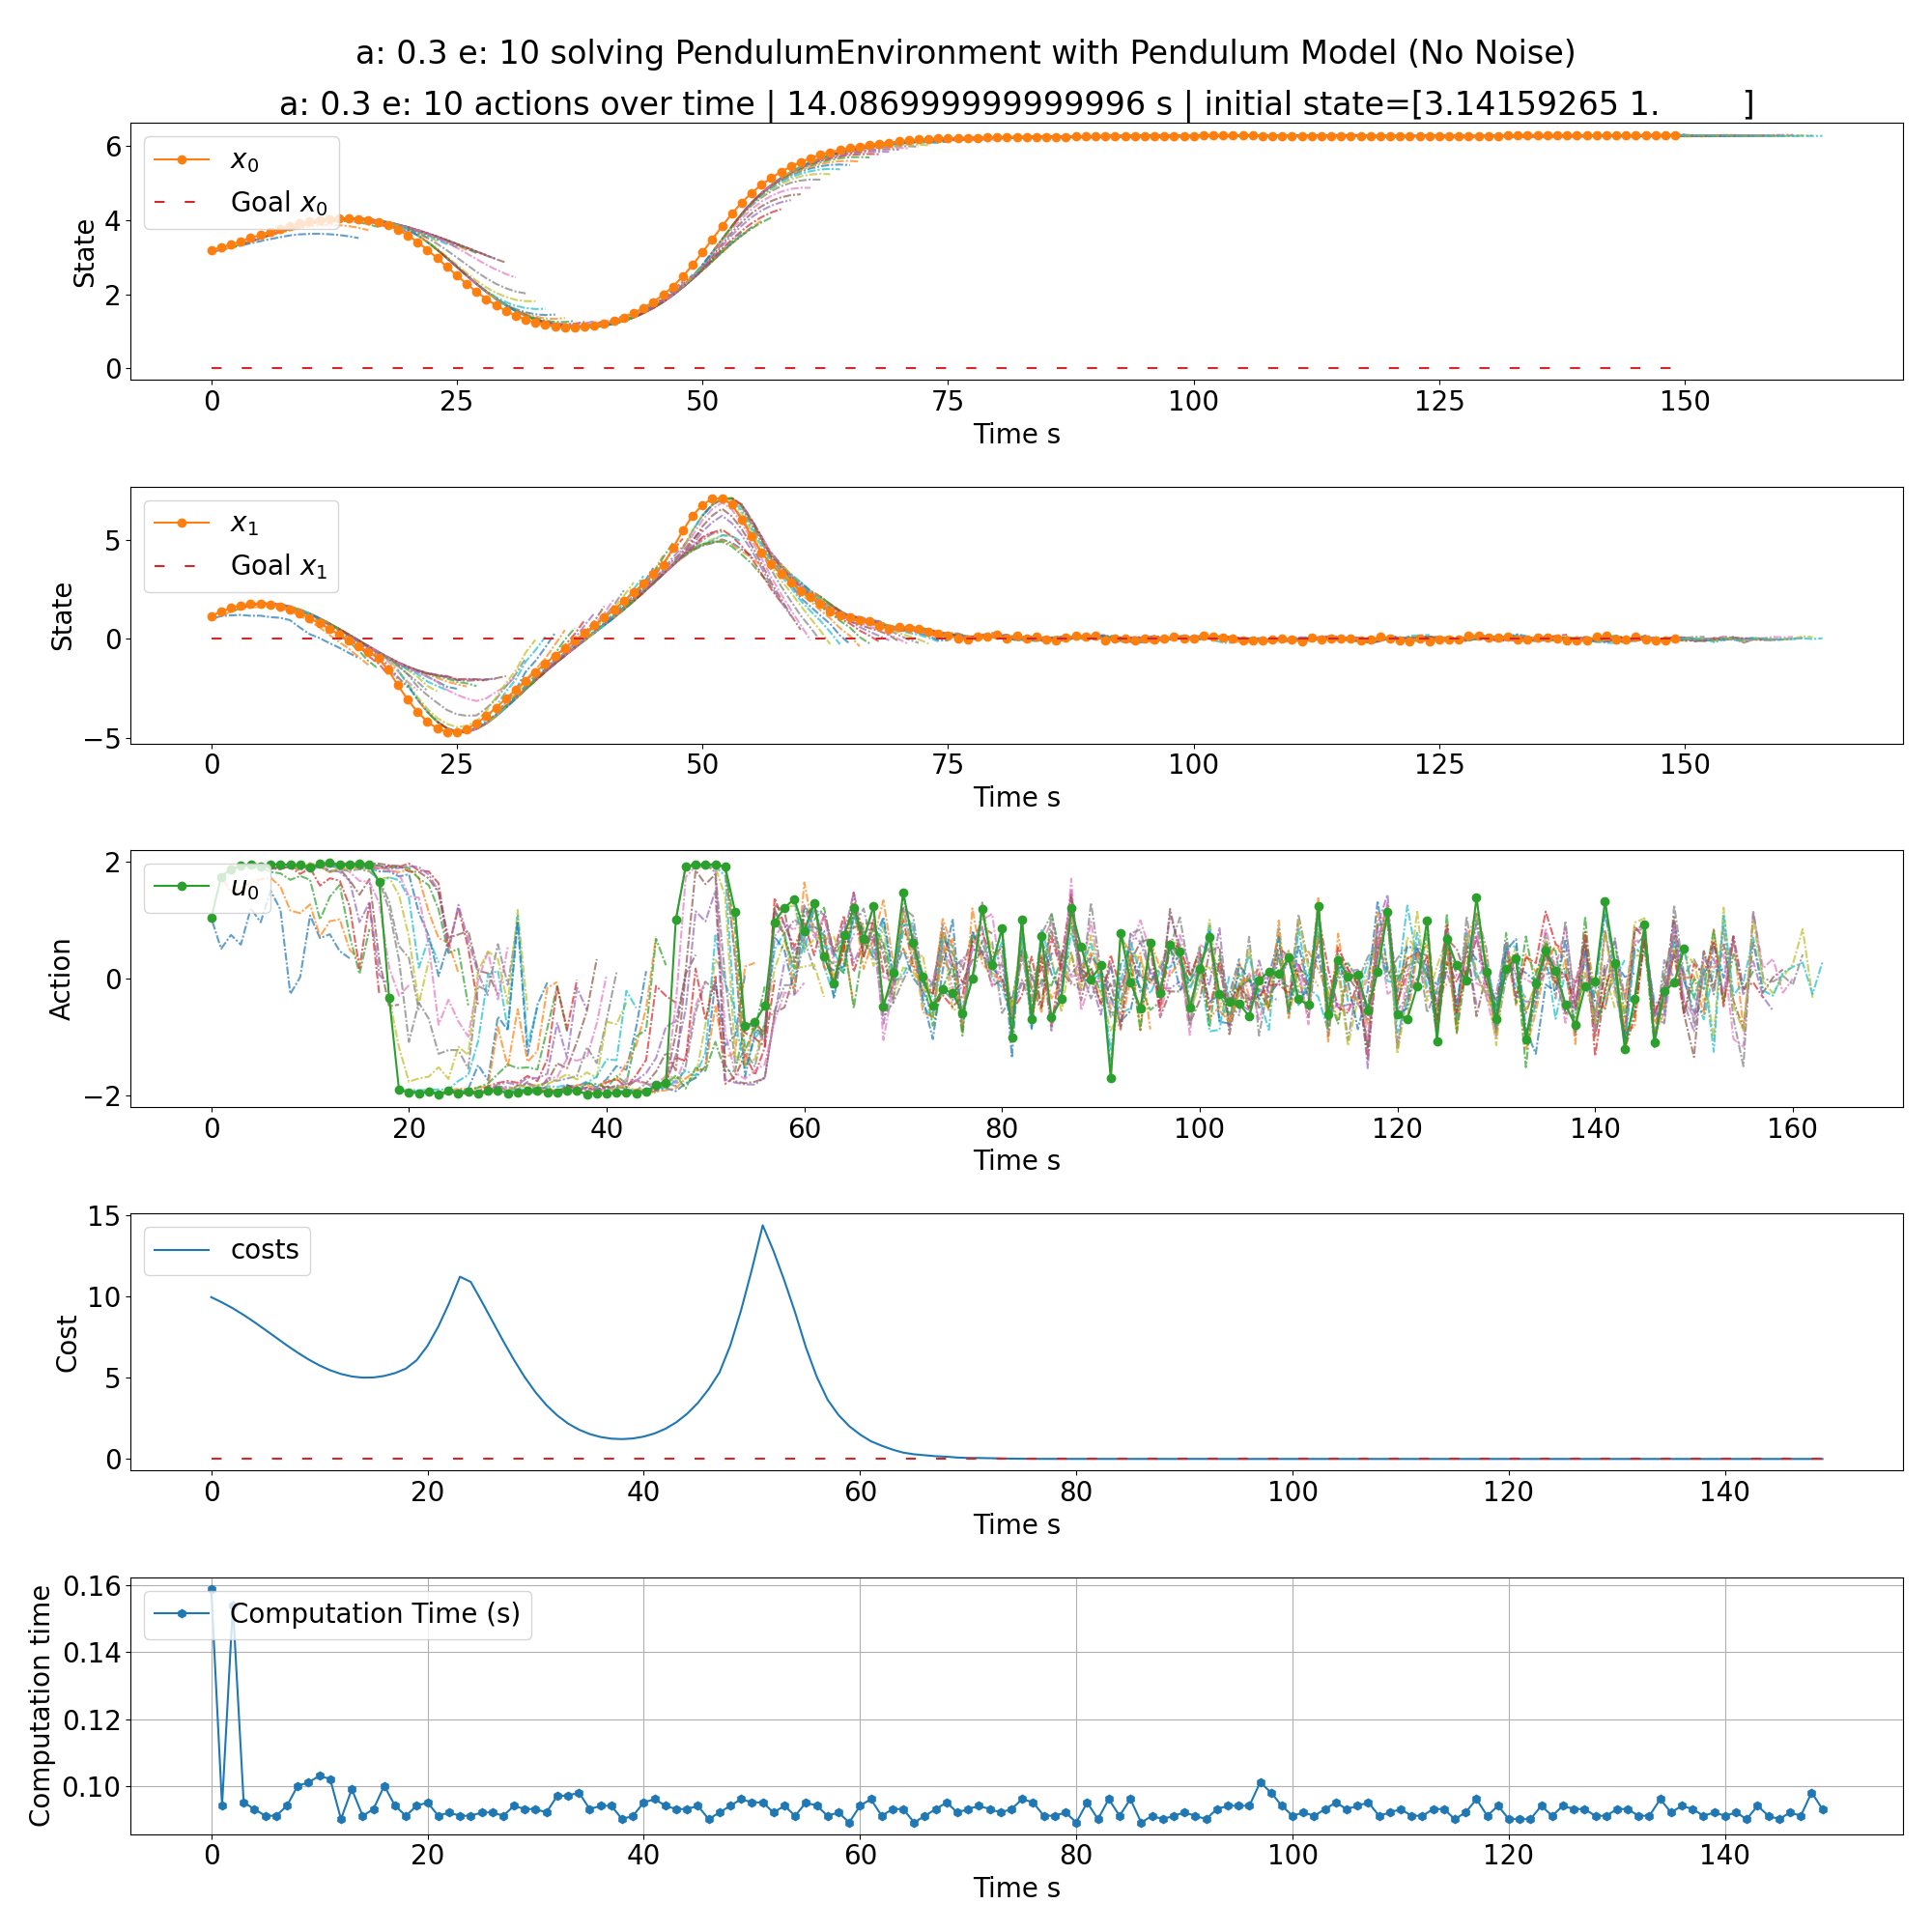 a: 0.3 e: 10 solving PendulumEnvironment with Pendulum Model (No Noise)
a: 0.3 e: 10 actions over time | 14.086999999999996 s | initial state=[3.14159265 1. ]
x0
Goal x0
State
6
4
2
0
0 25 50 75 100 125 150
Time s
x1
Goal x1
State
5
0
−5
0 25 50 75 100 125 150
Time s
u0
Action
2
0
−2
0 20 40 60 80 100 120 140 160
Time s
costs
Cost
15
10
5
0
0 20 40 60 80 100 120 140
Time s
Computation Time (s)
Computation time
0.16
0.14
0.12
0.10
0 20 40 60 80 100 120 140
Time s